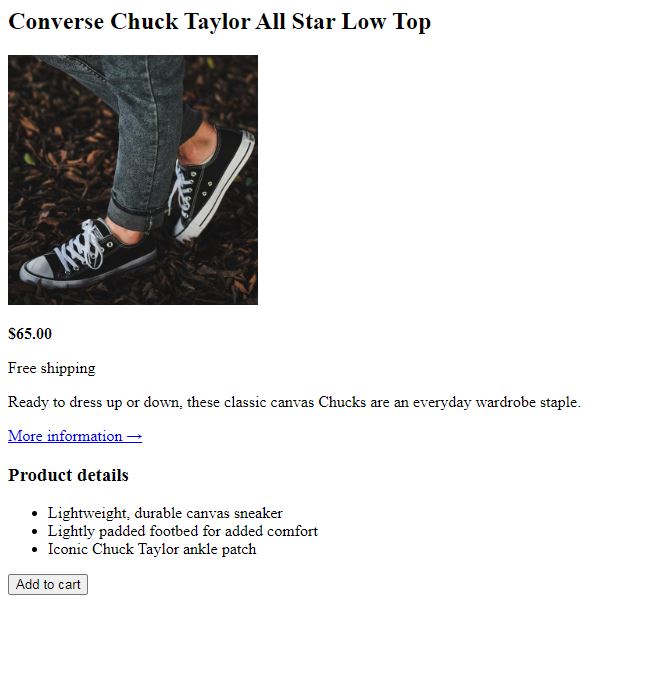 Converse Chuck Taylor All Star Low Top
$65.00
Free shipping
Ready to dress up or down, these classic canvas Chucks are an everyday wardrobe staple.
More information →
Product details
• Lightweight, durable canvas sneaker
• Lightly padded footbed for added comfort
• Iconic Chuck Taylor ankle patch
Add to cart